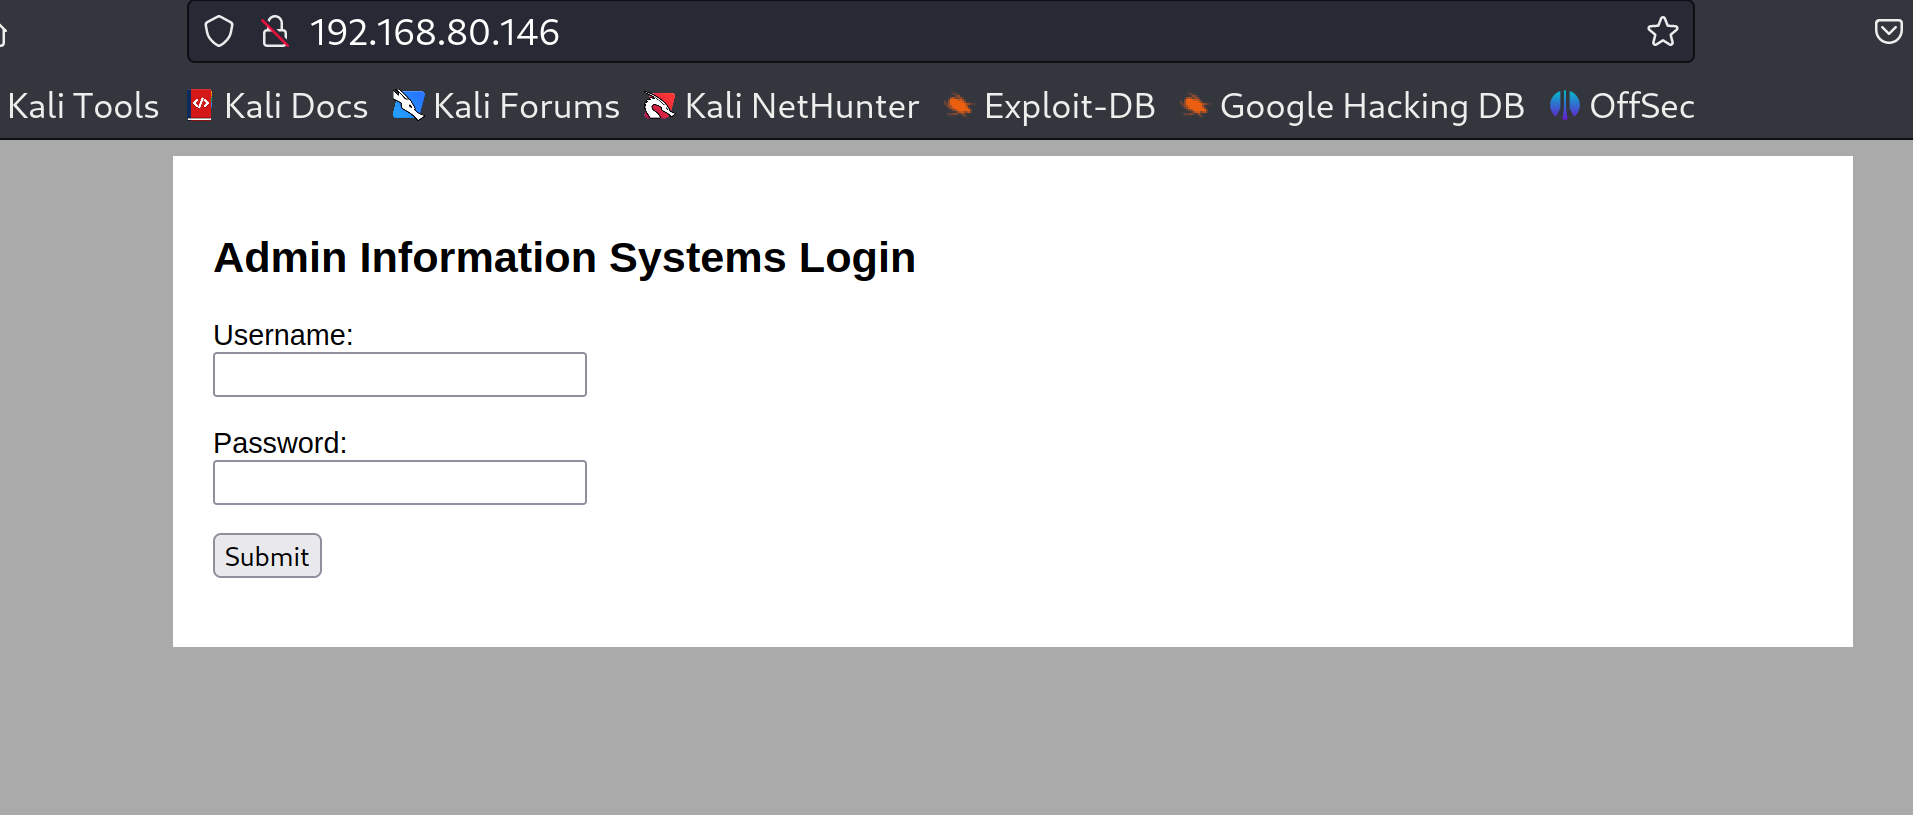 192.168.80.146
Kali Tools Kali Docs Kali Forums Kali NetHunter Exploit-DB Google Hacking DB OffSec
Admin Information Systems Login
Username:
Password:
Submit